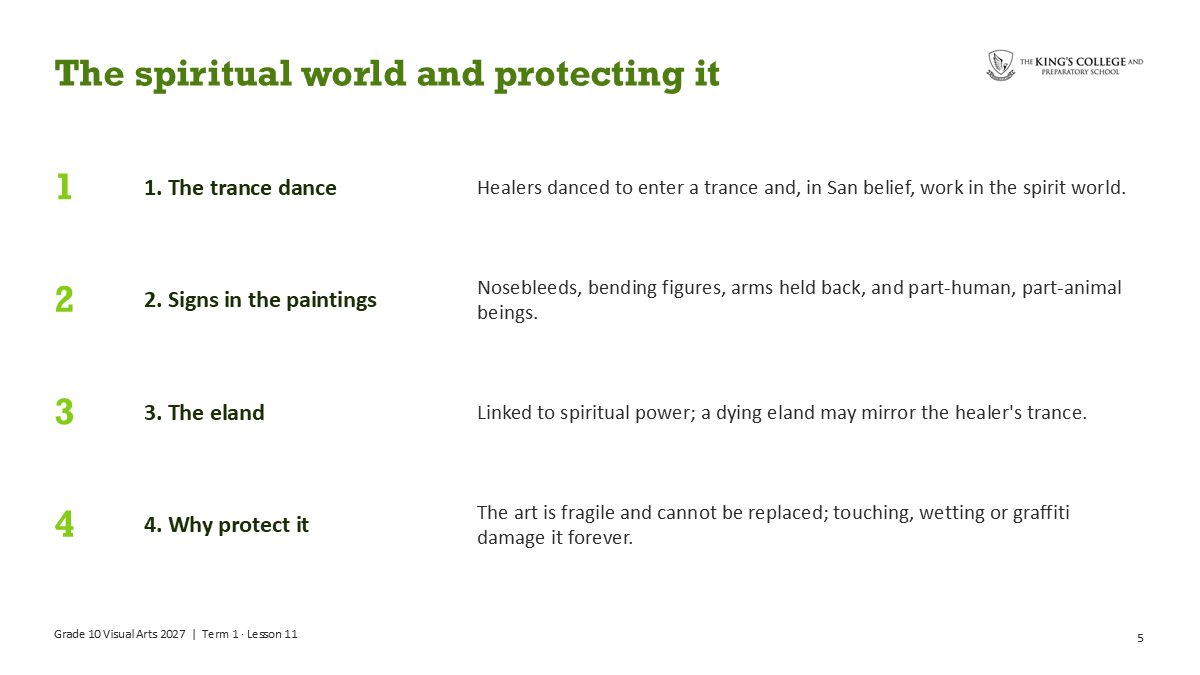 The spiritual world and protecting it
THE KING'S COLLEGE AND
PREPARATORY SCHOOL
1
1. The trance dance
Healers danced to enter a trance and, in San belief, work in the spirit world.
2
2. Signs in the paintings
Nosebleeds, bending figures, arms held back, and part-human, part-animal
beings.
3
3. The eland
Linked to spiritual power; a dying eland may mirror the healer's trance.
4
4. Why protect it
The art is fragile and cannot be replaced; touching, wetting or graffiti
damage it forever.
Grade 10 Visual Arts 2027 | Term 1 · Lesson 11
5